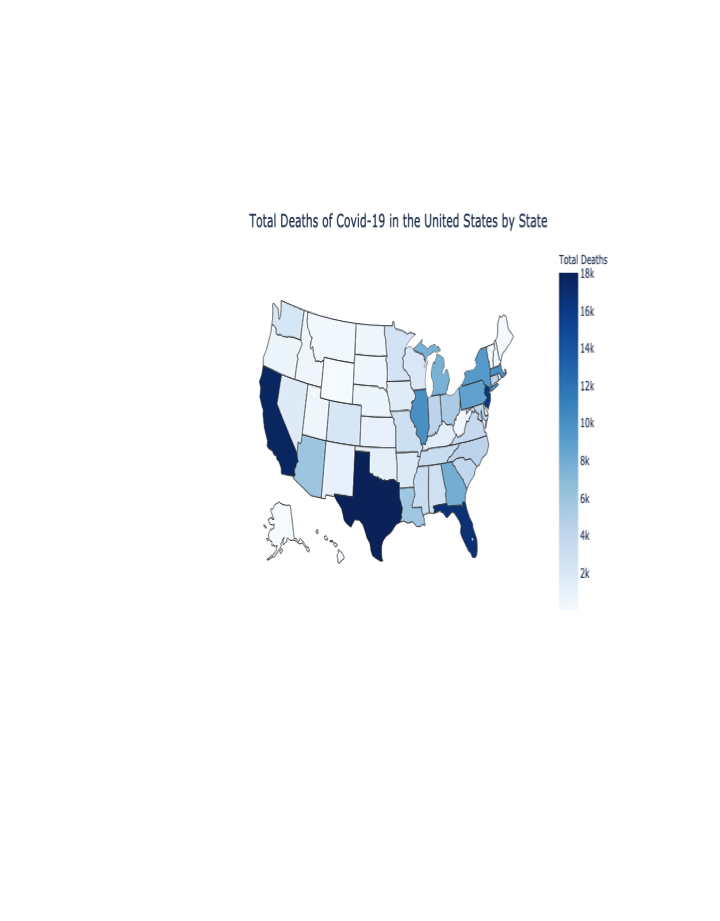 Total Deaths of Covid-19 in the United States by State
Total Deaths
18k
16k
14k
12k
10k
8k
6k
4k
2k